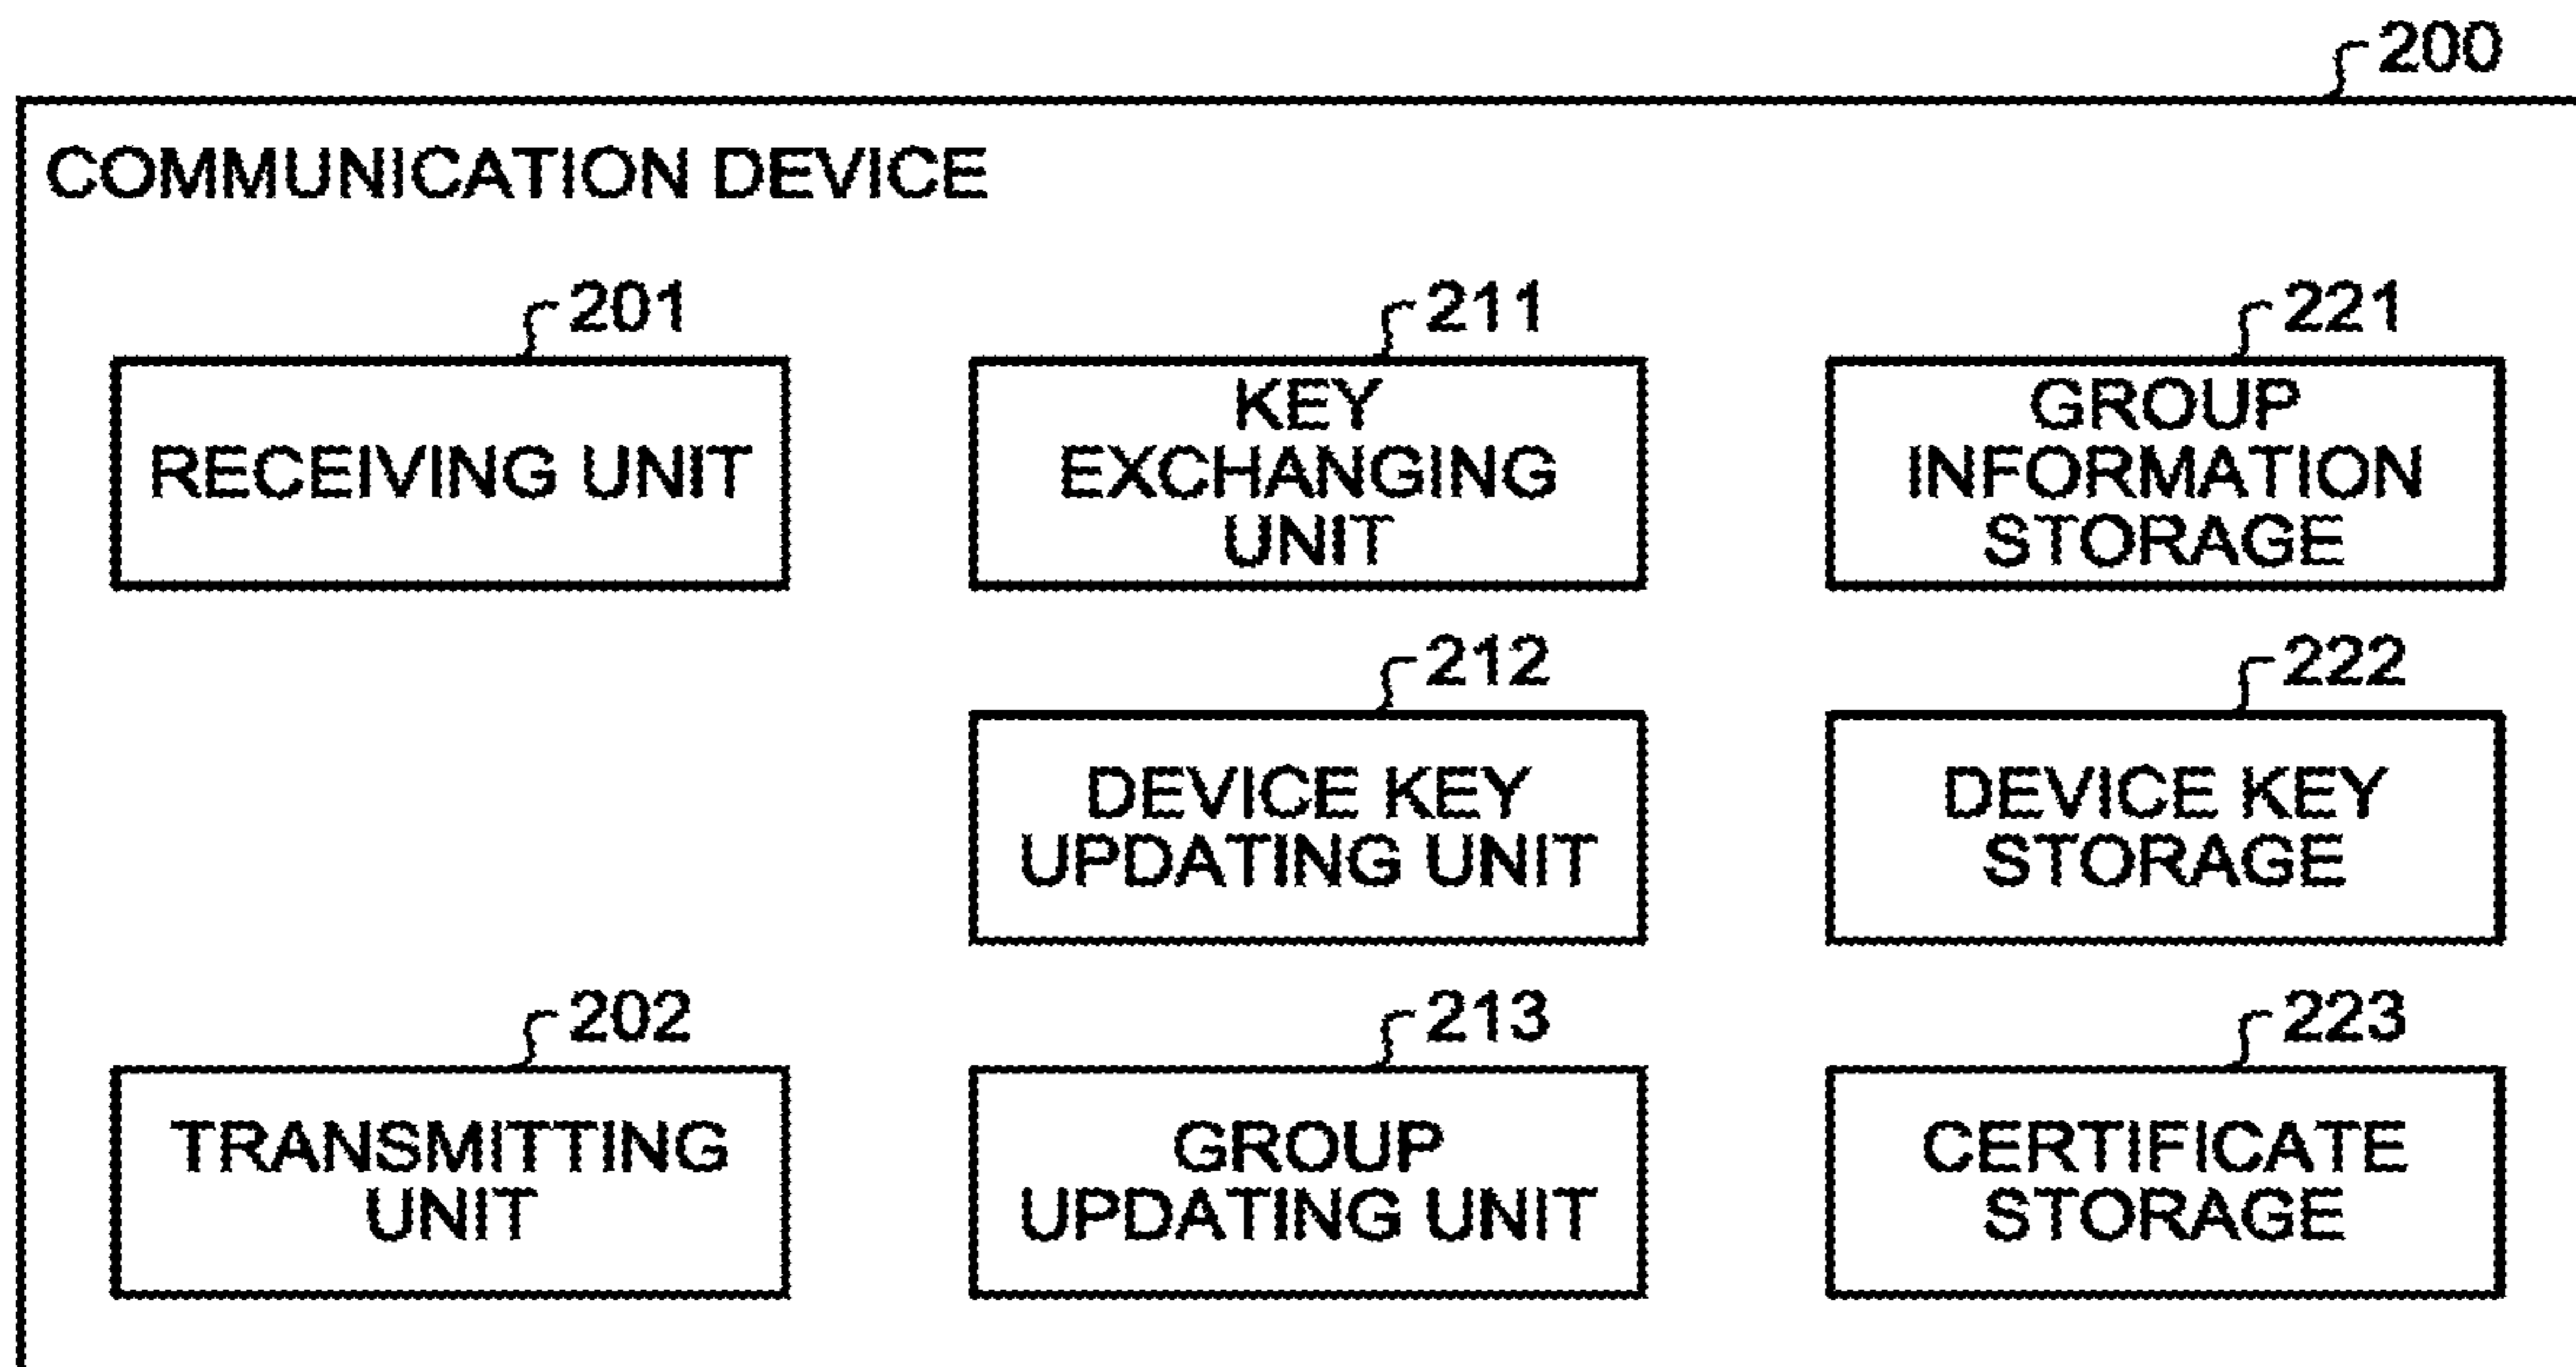 200
COMMUNICATION DEVICE
201
RECEIVING UNIT
211
KEY
EXCHANGING
UNIT
221
GROUP
INFORMATION
STORAGE
212
DEVICE KEY
UPDATING UNIT
222
DEVICE KEY
STORAGE
202
TRANSMITTING
UNIT
213
GROUP
UPDATING UNIT
223
CERTIFICATE
STORAGE